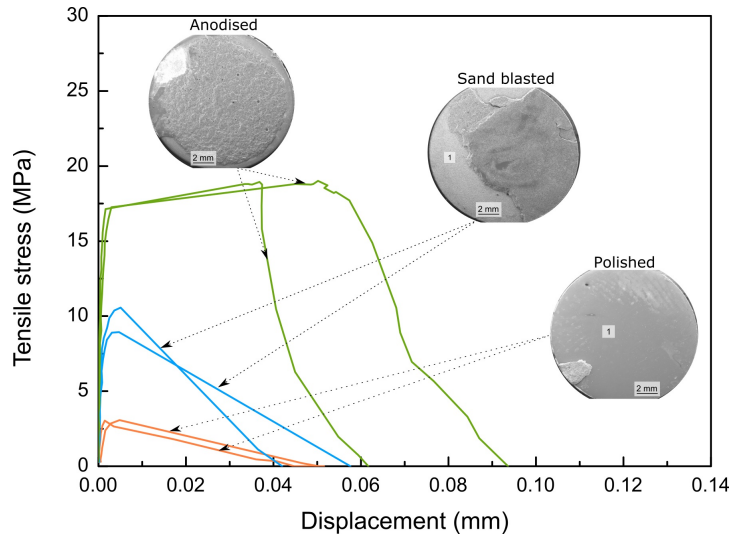 30
25
20
15
10
5
0
Tensile stress (MPa)
0.00
0.02
0.04
0.06
0.08
0.10
0.12
0.14
Displacement (mm)
Anodised
2 mm
Sand blasted
1
2 mm
Polished
1
2 mm